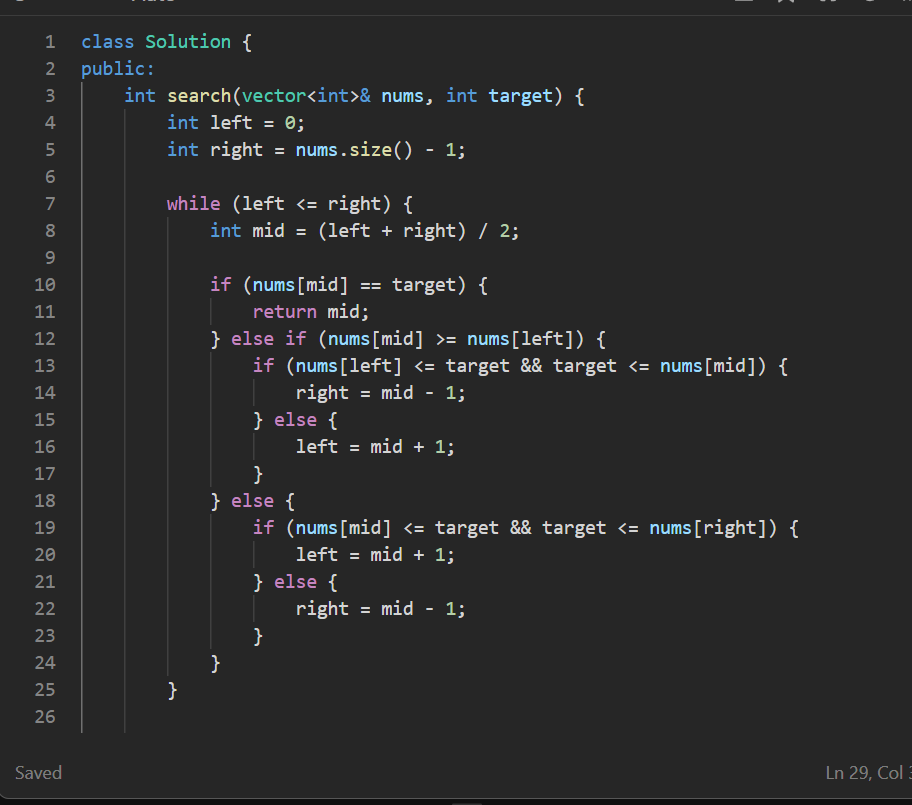 1 class Solution {
2 public:
3     int search(vector<int>& nums, int target) {
4         int left = 0;
5         int right = nums.size() - 1;
6
7         while (left <= right) {
8             int mid = (left + right) / 2;
9
10             if (nums[mid] == target) {
11                 return mid;
12             } else if (nums[mid] >= nums[left]) {
13                 if (nums[left] <= target && target <= nums[mid]) {
14                     right = mid - 1;
15                 } else {
16                     left = mid + 1;
17                 }
18             } else {
19                 if (nums[mid] <= target && target <= nums[right]) {
20                     left = mid + 1;
21                 } else {
22                     right = mid - 1;
23                 }
24             }
25         }
26
Saved
Ln 29, Col